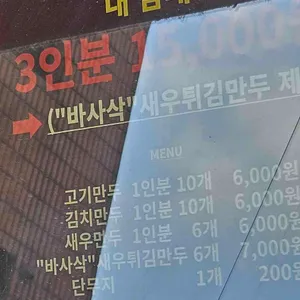 3인분 15,000
➡ ("바사삭"새우튀김만두 제
MENU
고기만두 1인분 10개 6,000원
김치만두 1인분 10개 6,000원
새우만두 1인분 6개 6,000원
"바사삭"새우튀김만두 6개 7,000원
단무지 1개 200원